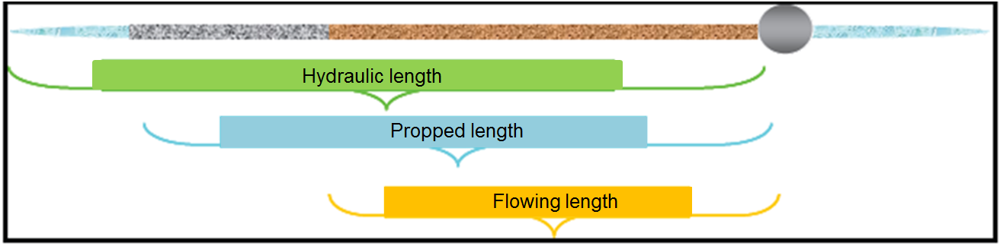 Hydraulic length
Propped length
Flowing length